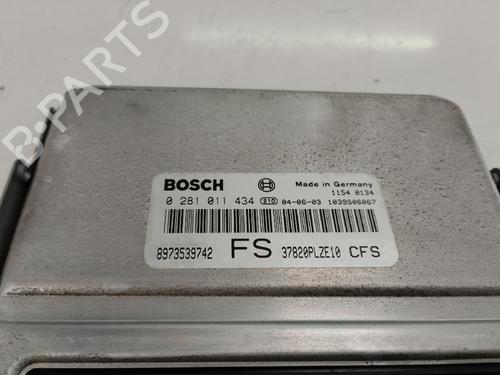 B-PARTS
BOSCH Made in Germany
1154 0134
0 281 011 434 e10 04-06-03 1039S06067
8973539742 FS 37820PLZE10 CFS